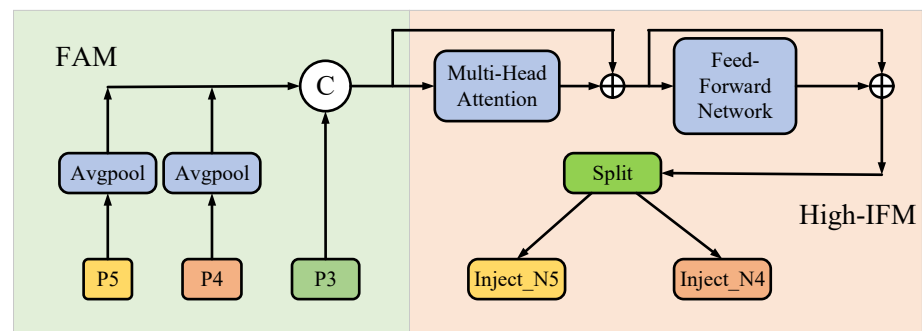 FAM
C
Multi-Head
Attention
Feed-
Forward
Network
Avgpool
Avgpool
Split
High-IFM
P5
P4
P3
Inject_N5
Inject_N4